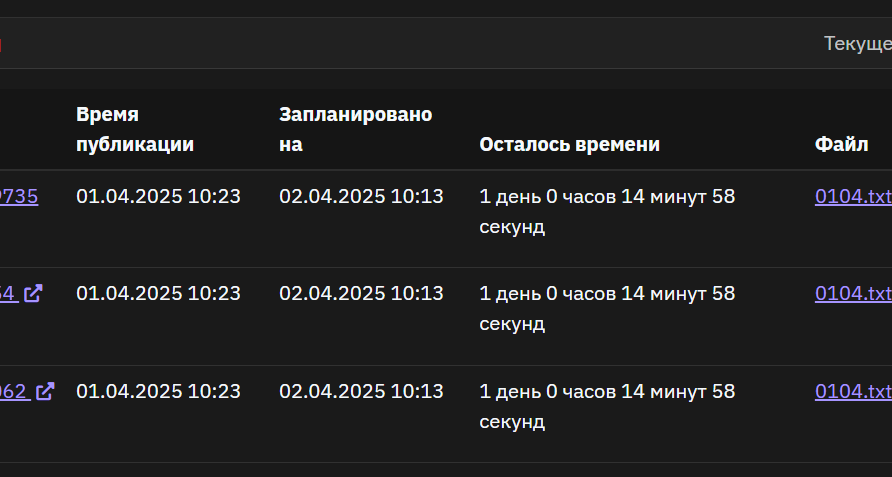 Текуще
Время публикации
Запланировано на
Осталось времени
Файл
9735
01.04.2025 10:23
02.04.2025 10:13
1 день 0 часов 14 минут 58 секунд
0104.txt
54
01.04.2025 10:23
02.04.2025 10:13
1 день 0 часов 14 минут 58 секунд
0104.txt
062
01.04.2025 10:23
02.04.2025 10:13
1 день 0 часов 14 минут 58 секунд
0104.txt